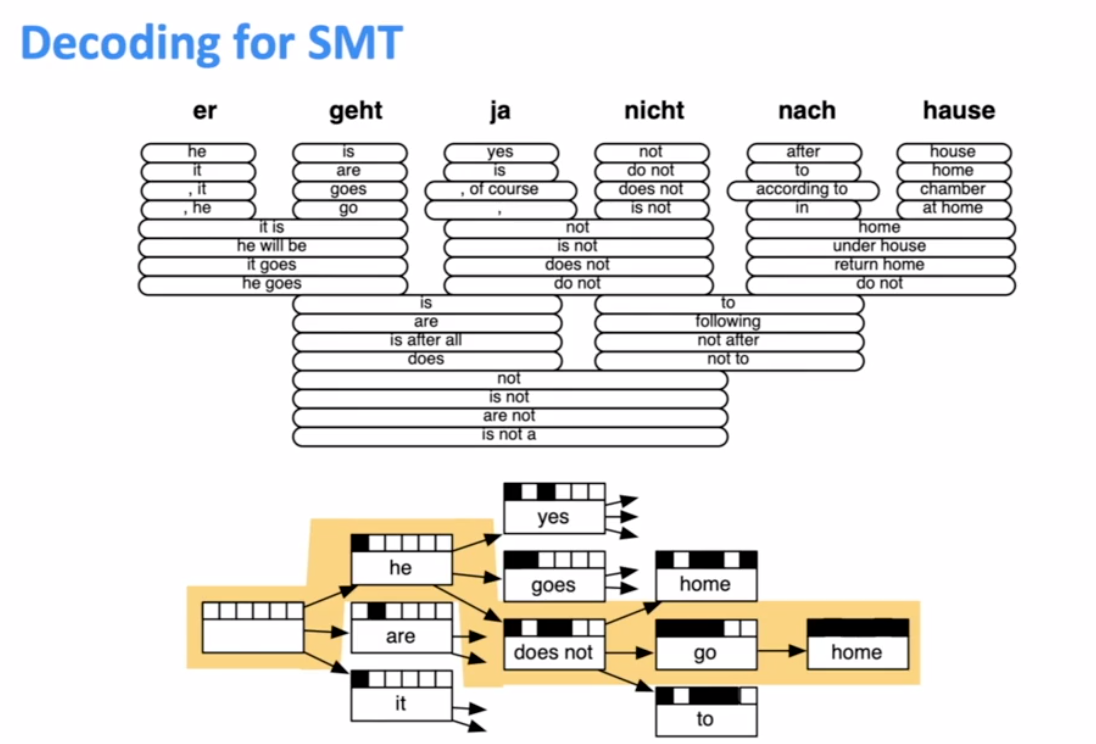 Decoding for SMT
er geht ja nicht nach hause
he is yes not after house
it are is do not to home
, it goes , of course does not according to chamber
, he go , is not in at home
it is not home
he will be is not under house
it goes does not return home
he goes do not do not
is to
are following
is after all not after
does not to
not
is not
are not
is not a
yes
he
goes home
are
does not go home
it
to